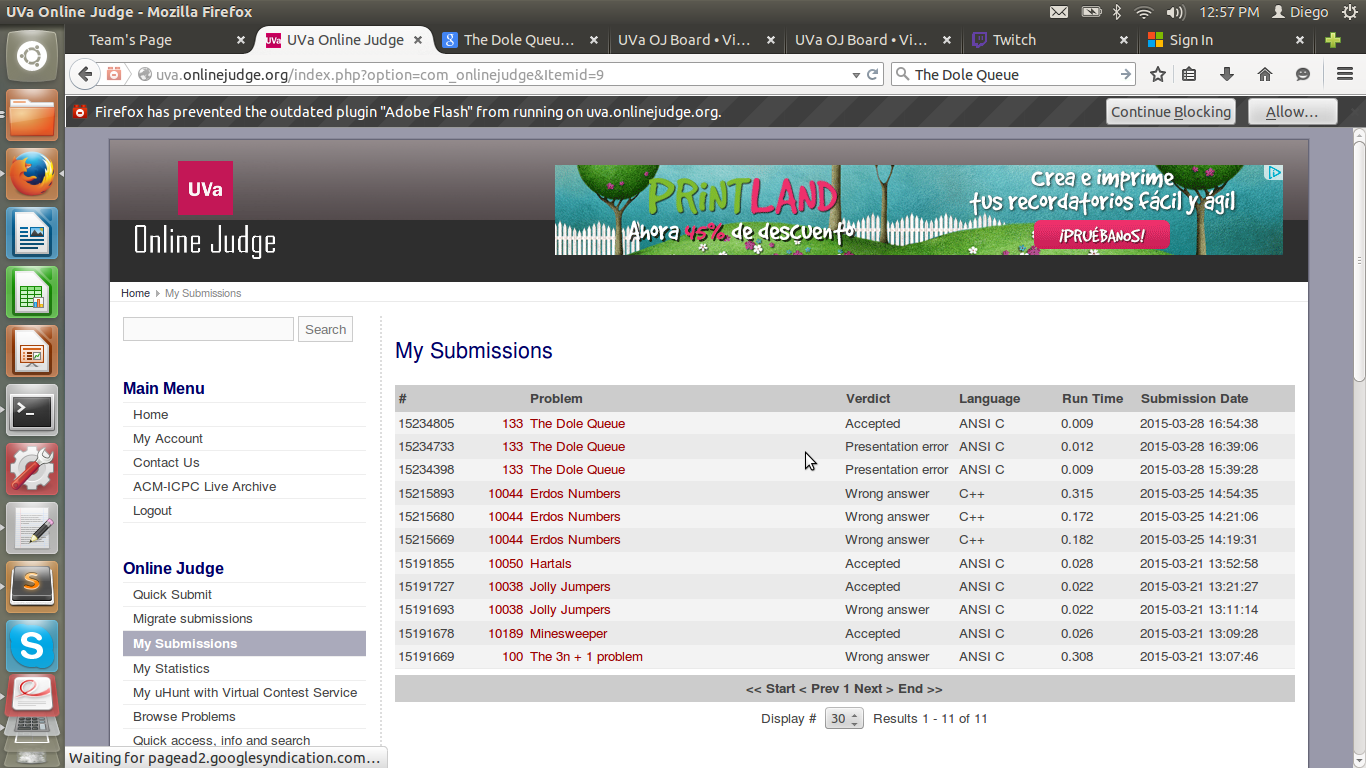 UVa Online Judge - Mozilla Firefox
12:57 PM Diego
Team's Page UVa Online Judge The Dole Queu... UVa OJ Board • Vi... UVa OJ Board • Vi... Twitch Sign In
uva.onlinejudge.org/index.php?option=com_onlinejudge&Itemid=9 The Dole Queue
Firefox has prevented the outdated plugin "Adobe Flash" from running on uva.onlinejudge.org. Continue Blocking Allow...
UVa
Online Judge
PRINTLAND
Ahora 45% de descuento
Crea e imprime
tus recordatorios fácil y ágil
¡PRUÉBANOS!
Home My Submissions
Search
Main Menu
Home
My Account
Contact Us
ACM-ICPC Live Archive
Logout
Online Judge
Quick Submit
Migrate submissions
My Submissions
My Statistics
My uHunt with Virtual Contest Service
Browse Problems
Quick access, info and search
My Submissions
# Problem Verdict Language Run Time Submission Date
15234805 133 The Dole Queue Accepted ANSI C 0.009 2015-03-28 16:54:38
15234733 133 The Dole Queue Presentation error ANSI C 0.012 2015-03-28 16:39:06
15234398 133 The Dole Queue Presentation error ANSI C 0.009 2015-03-28 15:39:28
15215893 10044 Erdos Numbers Wrong answer C++ 0.315 2015-03-25 14:54:35
15215680 10044 Erdos Numbers Wrong answer C++ 0.172 2015-03-25 14:21:06
15215669 10044 Erdos Numbers Wrong answer C++ 0.182 2015-03-25 14:19:31
15191855 10050 Hartals Accepted ANSI C 0.028 2015-03-21 13:52:58
15191727 10038 Jolly Jumpers Accepted ANSI C 0.022 2015-03-21 13:21:27
15191693 10038 Jolly Jumpers Wrong answer ANSI C 0.022 2015-03-21 13:11:14
15191678 10189 Minesweeper Accepted ANSI C 0.026 2015-03-21 13:09:28
15191669 100 The 3n + 1 problem Wrong answer ANSI C 0.308 2015-03-21 13:07:46
<< Start < Prev 1 Next > End >>
Display # 30 Results 1 - 11 of 11
Waiting for pagead2.googlesyndication.com...